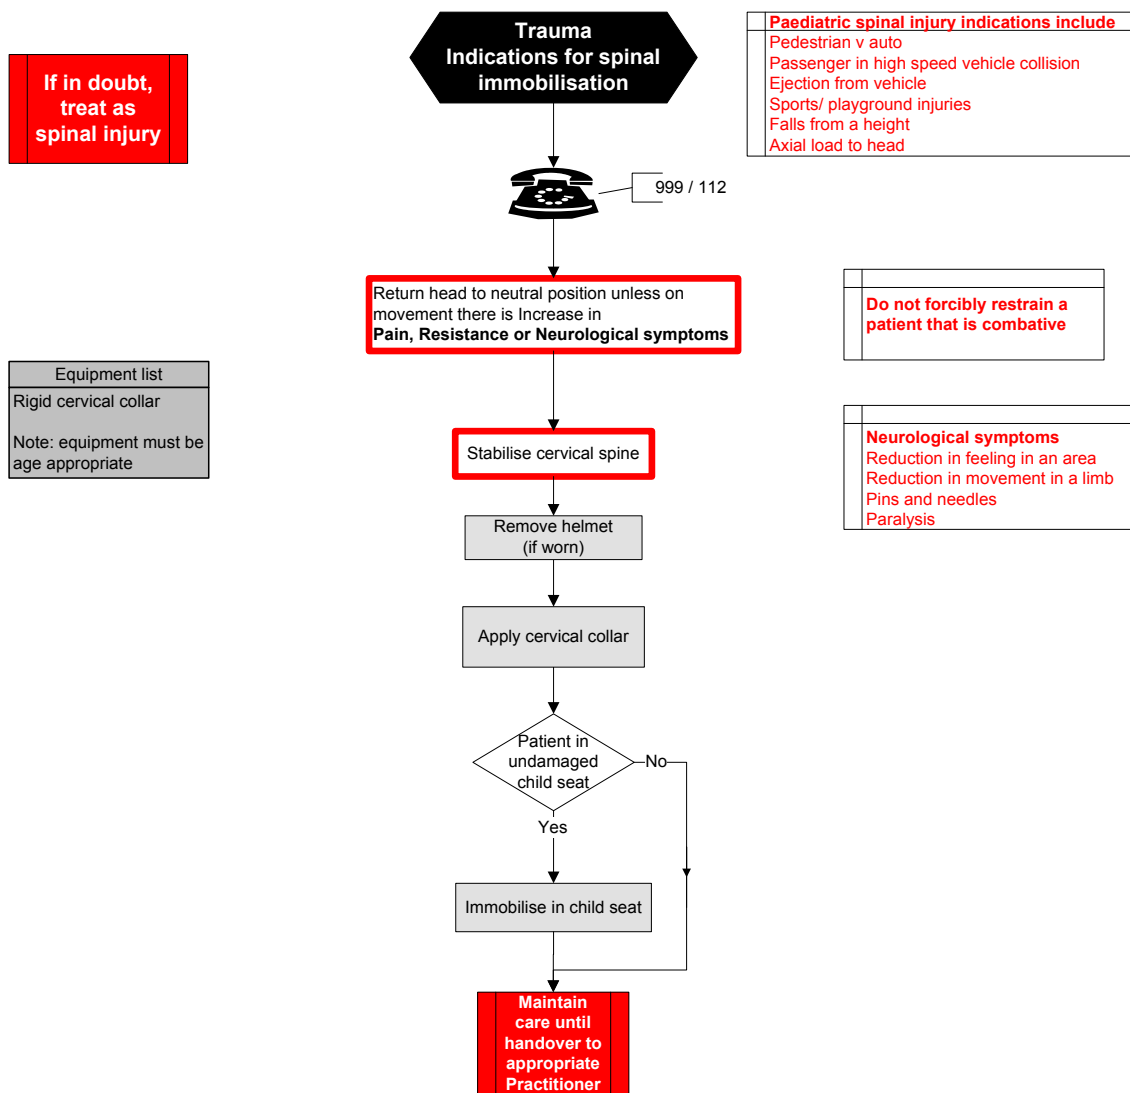 Trauma
Indications for spinal
immobilisation
If in doubt,
treat as
spinal injury
Paediatric spinal injury indications include
Pedestrian v auto
Passenger in high speed vehicle collision
Ejection from vehicle
Sports/ playground injuries
Falls from a height
Axial load to head
999 / 112
Return head to neutral position unless on
movement there is Increase in
Pain, Resistance or Neurological symptoms
Do not forcibly restrain a
patient that is combative
Equipment list
Rigid cervical collar
Note: equipment must be
age appropriate
Stabilise cervical spine
Neurological symptoms
Reduction in feeling in an area
Reduction in movement in a limb
Pins and needles
Paralysis
Remove helmet
(if worn)
Apply cervical collar
Patient in
undamaged
child seat
No
Yes
Immobilise in child seat
Maintain
care until
handover to
appropriate
Practitioner